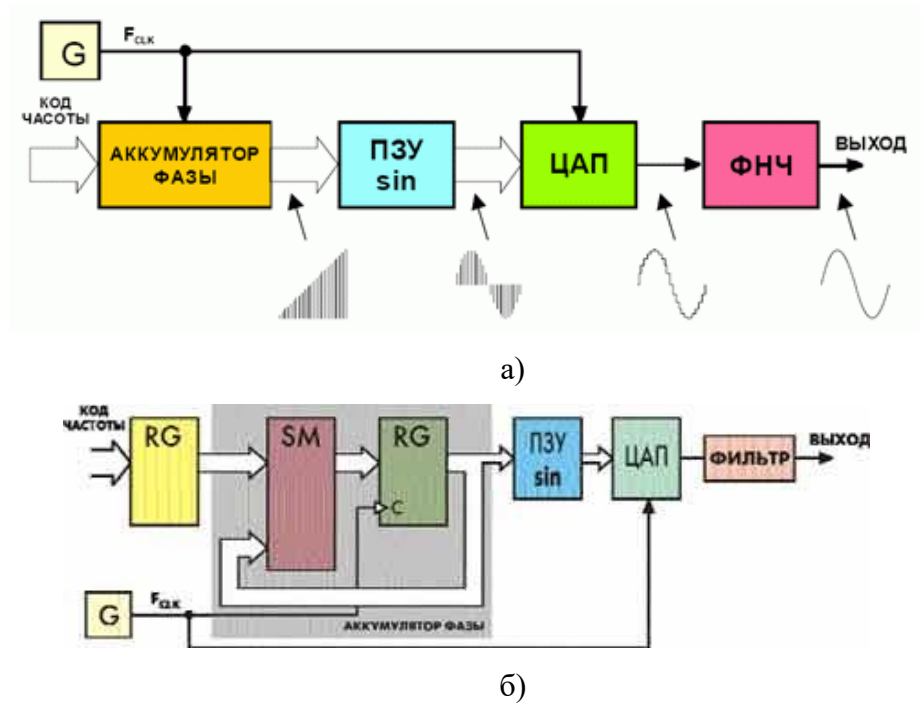 G
F_CLK
КОД
ЧАСОТЫ
АККУМУЛЯТОР
ФАЗЫ
ПЗУ
sin
ЦАП
ФНЧ
ВЫХОД
а)
КОД
ЧАСТОТЫ
RG
SM
RG
C
ПЗУ
sin
ЦАП
ФИЛЬТР
ВЫХОД
G
F_CLK
АККУМУЛЯТОР ФАЗЫ
б)